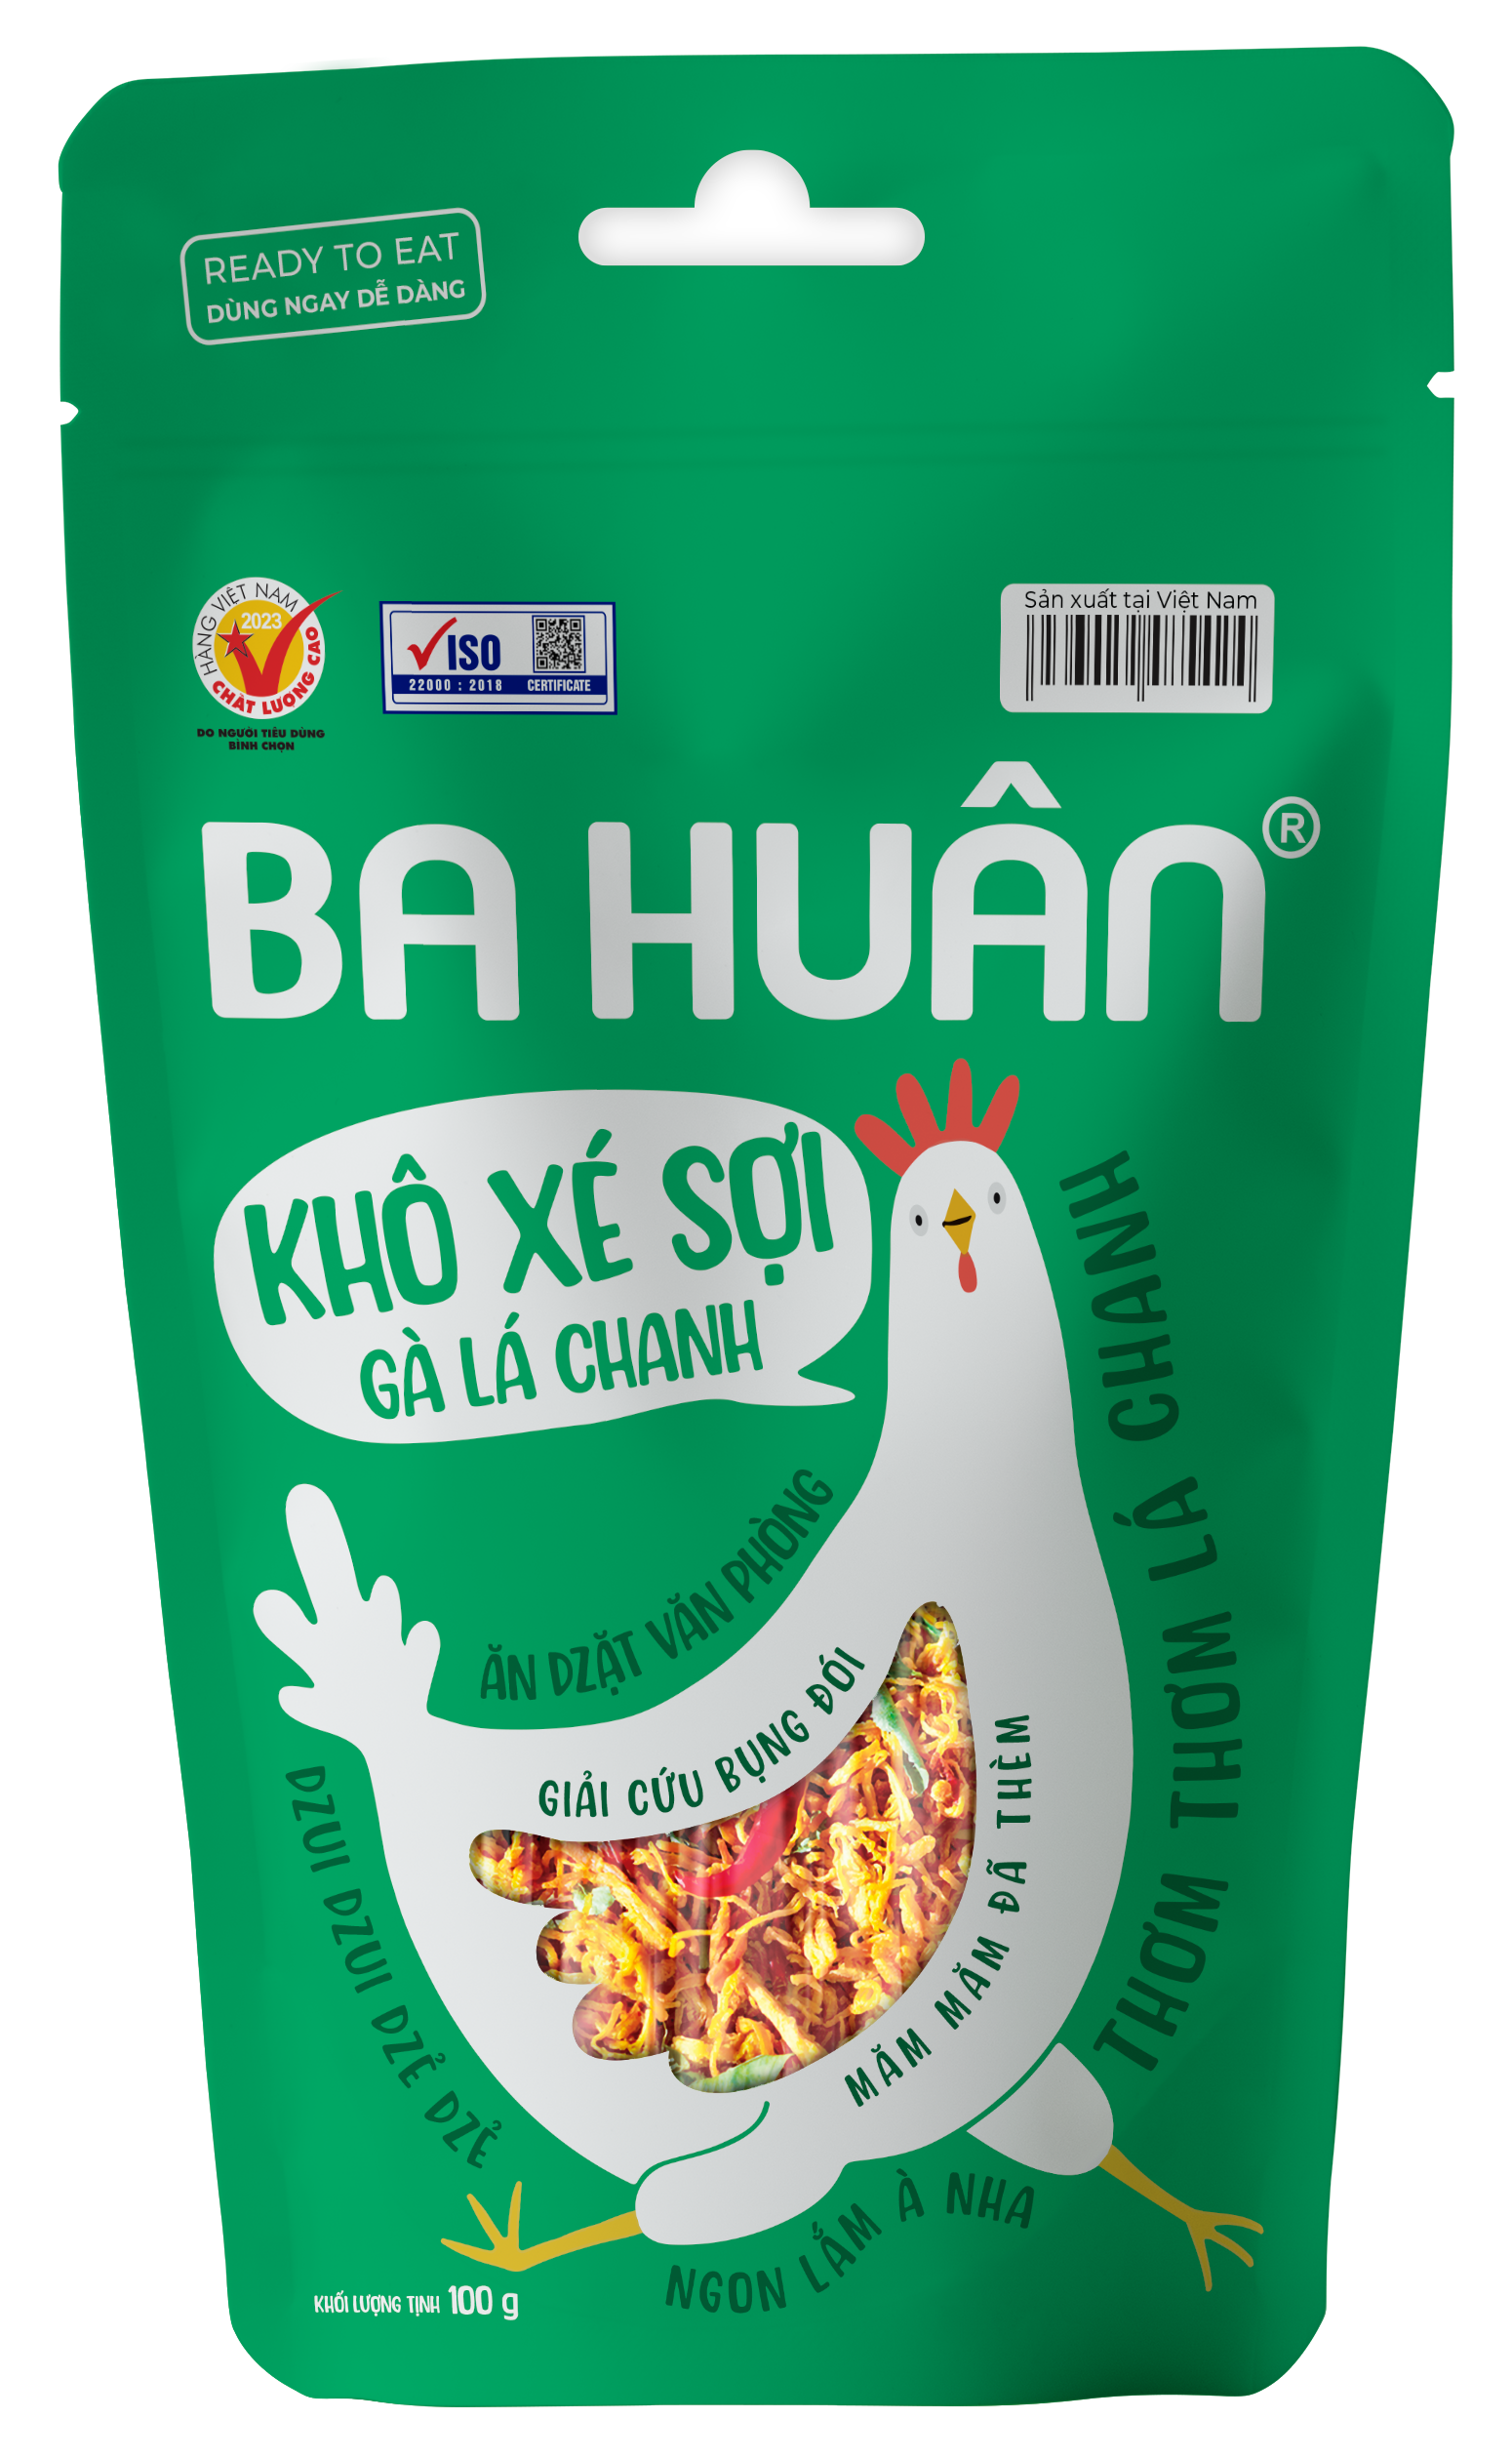 READY TO EAT
DÙNG NGAY DỄ DÀNG
HÀNG VIỆT NAM
2023
CHẤT LƯỢNG CAO
DO NGƯỜI TIÊU DÙNG
BÌNH CHỌN
ISO
22000 : 2018 CERTIFICATE
Sản xuất tại Việt Nam
BA HUÂN®
KHÔ XÉ SỢI
GÀ LÁ CHANH
ĂN DZẶT VĂN PHÒNG
GIẢI CỨU BỤNG ĐÓI
MĂM MĂM ĐÃ THÈM
THƠM THƠM LÁ CHANH
DZUI DZUI DZẺ DZẺ
NGON LẮM À NHA
KHỐI LƯỢNG TỊNH 100 g